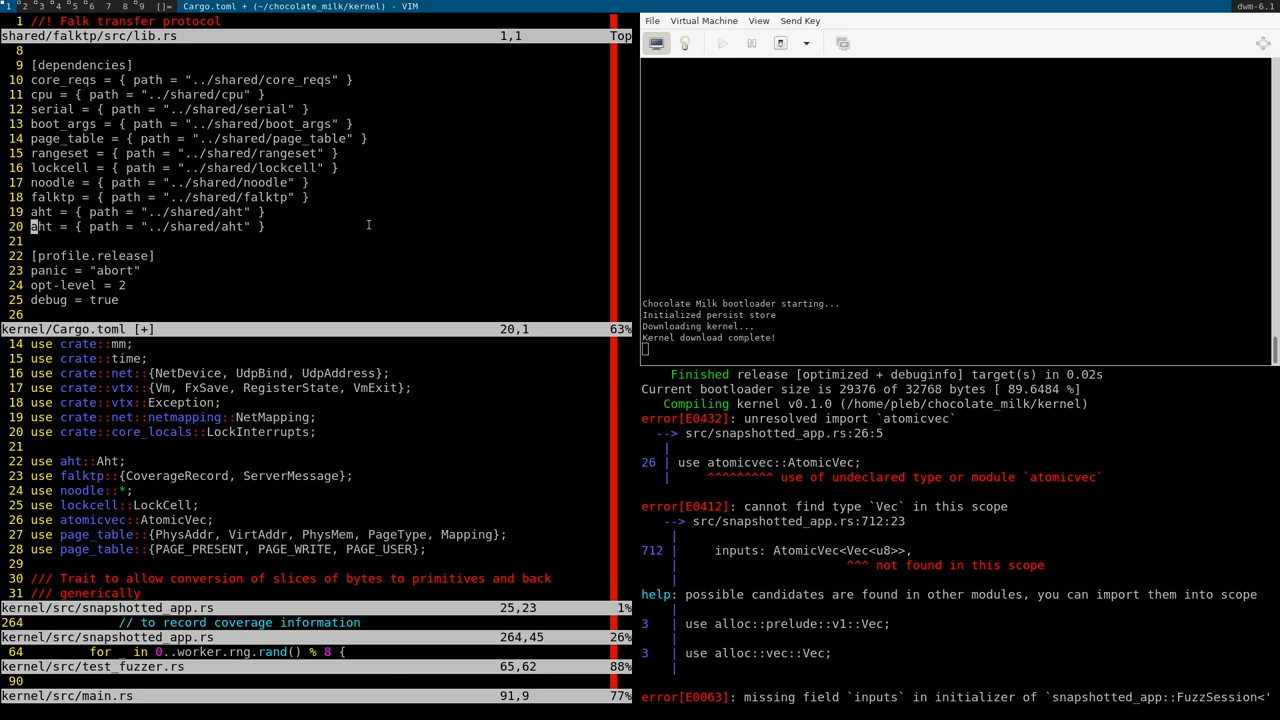 1 2 3 4 5 6 7 8 9 []= Cargo.toml + (~/chocolate_milk/kernel) - VIM dwm-6.1
1 //! Falk transfer protocol
shared/falktp/src/lib.rs 1,1 Top
8
9 [dependencies]
10 core_reqs = { path = "../shared/core_reqs" }
11 cpu = { path = "../shared/cpu" }
12 serial = { path = "../shared/serial" }
13 boot_args = { path = "../shared/boot_args" }
14 page_table = { path = "../shared/page_table" }
15 rangeset = { path = "../shared/rangeset" }
16 lockcell = { path = "../shared/lockcell" }
17 noodle = { path = "../shared/noodle" }
18 falktp = { path = "../shared/falktp" }
19 aht = { path = "../shared/aht" }
20 aht = { path = "../shared/aht" }
21
22 [profile.release]
23 panic = "abort"
24 opt-level = 2
25 debug = true
26
kernel/Cargo.toml [+] 20,1 63%
14 use crate::mm;
15 use crate::time;
16 use crate::net::{NetDevice, UdpBind, UdpAddress};
17 use crate::vtx::{Vm, FxSave, RegisterState, VmExit};
18 use crate::vtx::Exception;
19 use crate::net::netmapping::NetMapping;
20 use crate::core_locals::LockInterrupts;
21
22 use aht::Aht;
23 use falktp::{CoverageRecord, ServerMessage};
24 use noodle::*;
25 use lockcell::LockCell;
26 use atomicvec::AtomicVec;
27 use page_table::{PhysAddr, VirtAddr, PhysMem, PageType, Mapping};
28 use page_table::{PAGE_PRESENT, PAGE_WRITE, PAGE_USER};
29
30 /// Trait to allow conversion of slices of bytes to primitives and back
31 /// generically
kernel/src/snapshotted_app.rs 25,23 1%
264 // to record coverage information
kernel/src/snapshotted_app.rs 264,45 26%
64 for _ in 0..worker.rng.rand() % 8 {
kernel/src/test_fuzzer.rs 65,62 88%
90
kernel/src/main.rs 91,9 77%
File Virtual Machine View Send Key
Chocolate Milk bootloader starting...
Initialized persist store
Downloading kernel...
Kernel download complete!
Finished release [optimized + debuginfo] target(s) in 0.02s
Current bootloader size is 29376 of 32768 bytes [ 89.6484 %]
Compiling kernel v0.1.0 (/home/pleb/chocolate_milk/kernel)
error[E0432]: unresolved import `atomicvec`
--> src/snapshotted_app.rs:26:5
|
26 | use atomicvec::AtomicVec;
| ^^^^^^^^^ use of undeclared type or module `atomicvec`
error[E0412]: cannot find type `Vec` in this scope
--> src/snapshotted_app.rs:712:23
|
712 | inputs: AtomicVec<Vec<u8>>,
| ^^^ not found in this scope
|
help: possible candidates are found in other modules, you can import them into scope
|
3 | use alloc::prelude::v1::Vec;
|
3 | use alloc::vec::Vec;
|
error[E0063]: missing field `inputs` in initializer of `snapshotted_app::FuzzSession<'